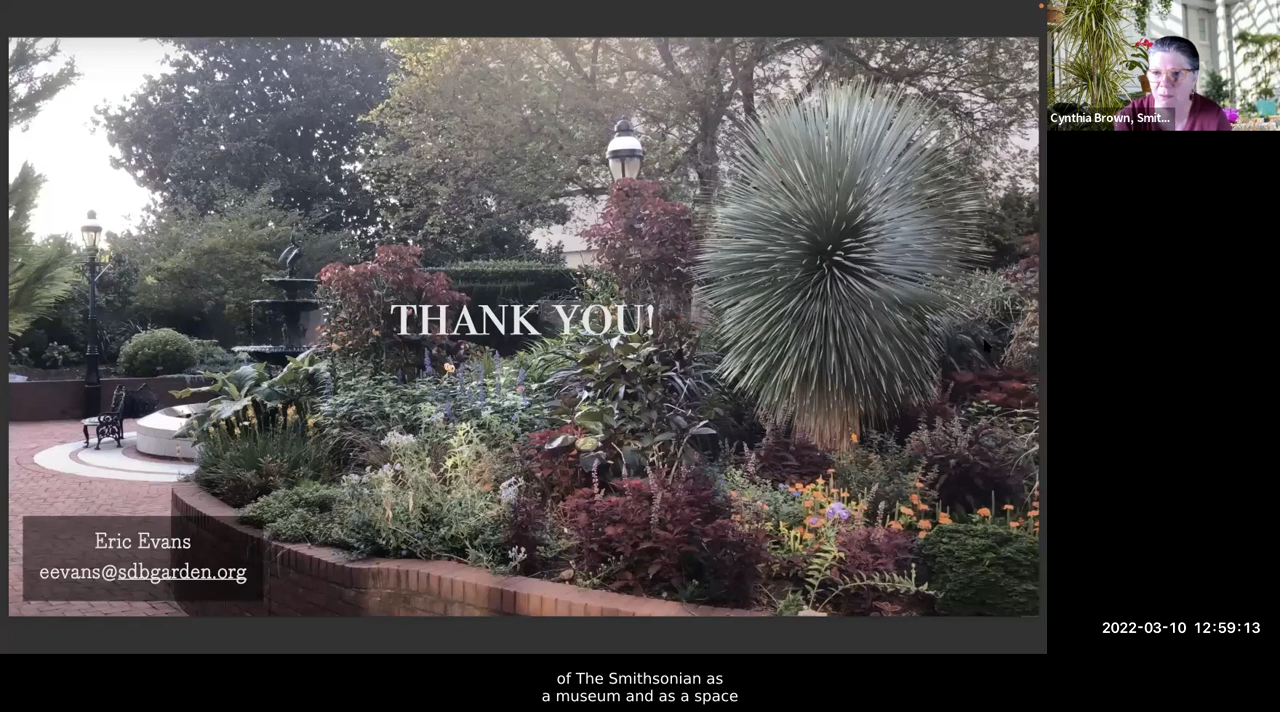 Cynthia Brown, Smit...
THANK YOU!
Eric Evans
eevans@sdbgarden.org
2022-03-10 12:59:13
of The Smithsonian as
a museum and as a space